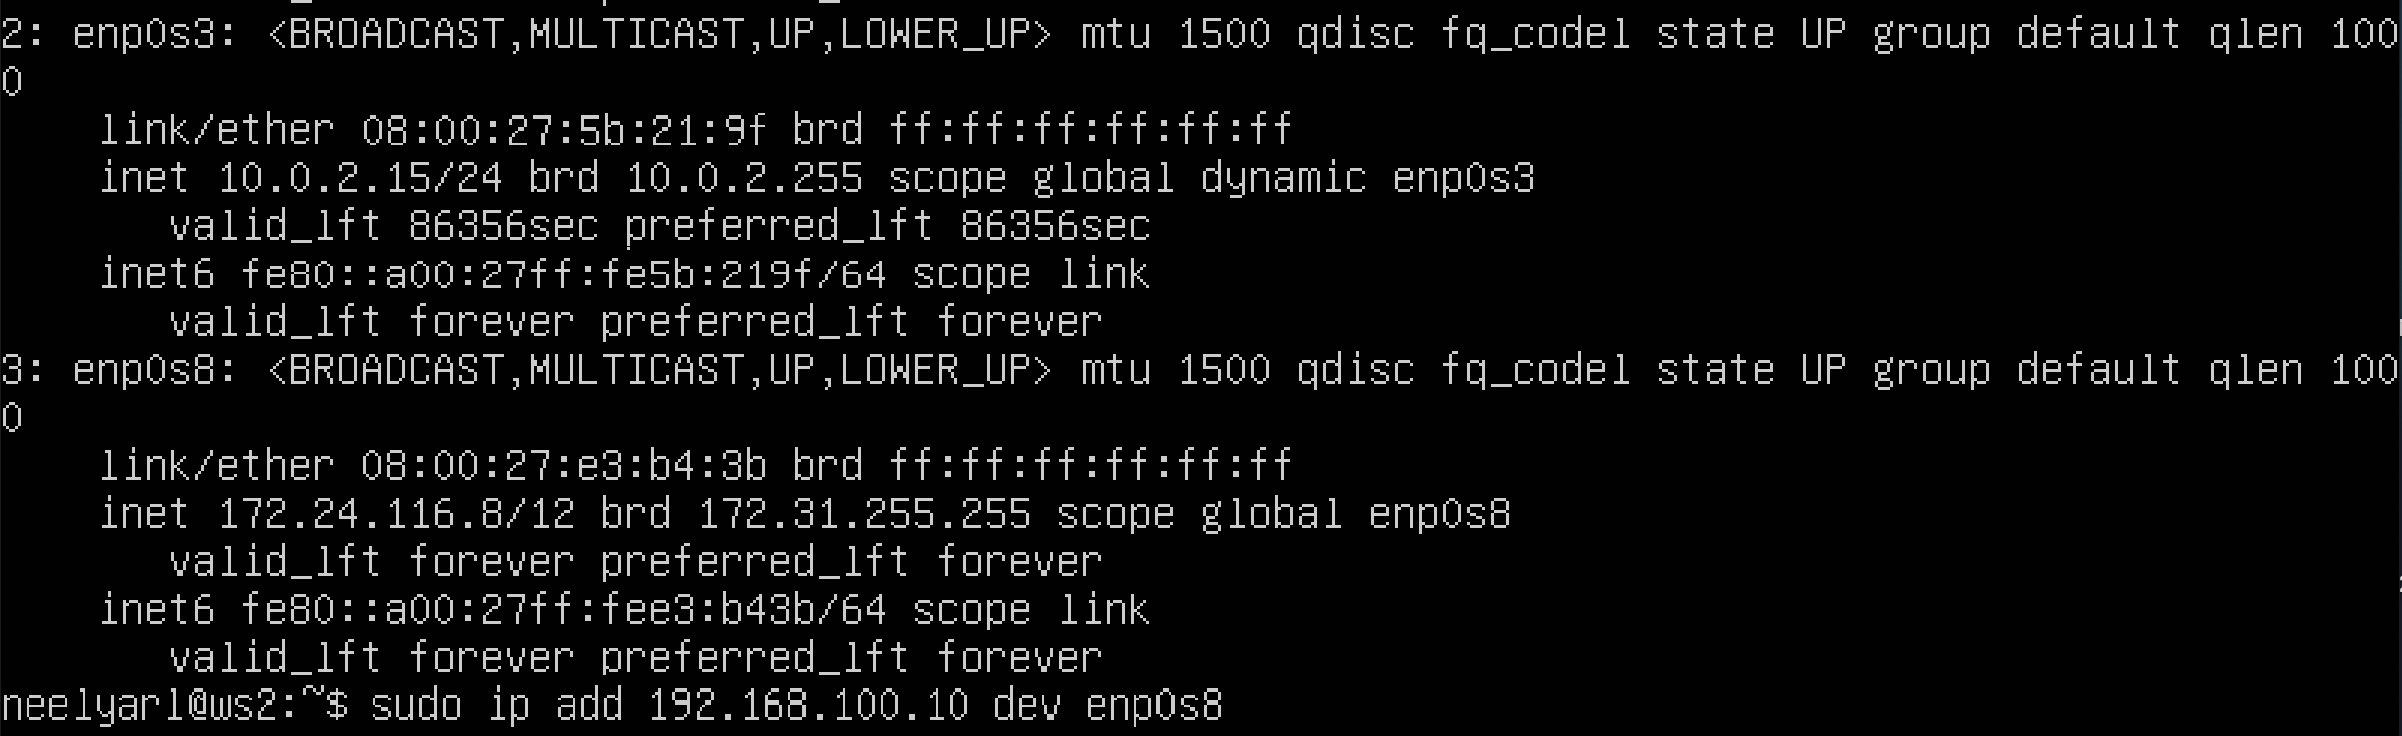 2: enp0s3: <BROADCAST,MULTICAST,UP,LOWER_UP> mtu 1500 qdisc fq_codel state UP group default qlen 100
0
    link/ether 08:00:27:5b:21:9f brd ff:ff:ff:ff:ff:ff
    inet 10.0.2.15/24 brd 10.0.2.255 scope global dynamic enp0s3
       valid_lft 86356sec preferred_lft 86356sec
    inet6 fe80::a00:27ff:fe5b:219f/64 scope link
       valid_lft forever preferred_lft forever
3: enp0s8: <BROADCAST,MULTICAST,UP,LOWER_UP> mtu 1500 qdisc fq_codel state UP group default qlen 100
0
    link/ether 08:00:27:e3:b4:3b brd ff:ff:ff:ff:ff:ff
    inet 172.24.116.8/12 brd 172.31.255.255 scope global enp0s8
       valid_lft forever preferred_lft forever
    inet6 fe80::a00:27ff:fee3:b43b/64 scope link
       valid_lft forever preferred_lft forever
neelyarl@ws2:~$ sudo ip add 192.168.100.10 dev enp0s8